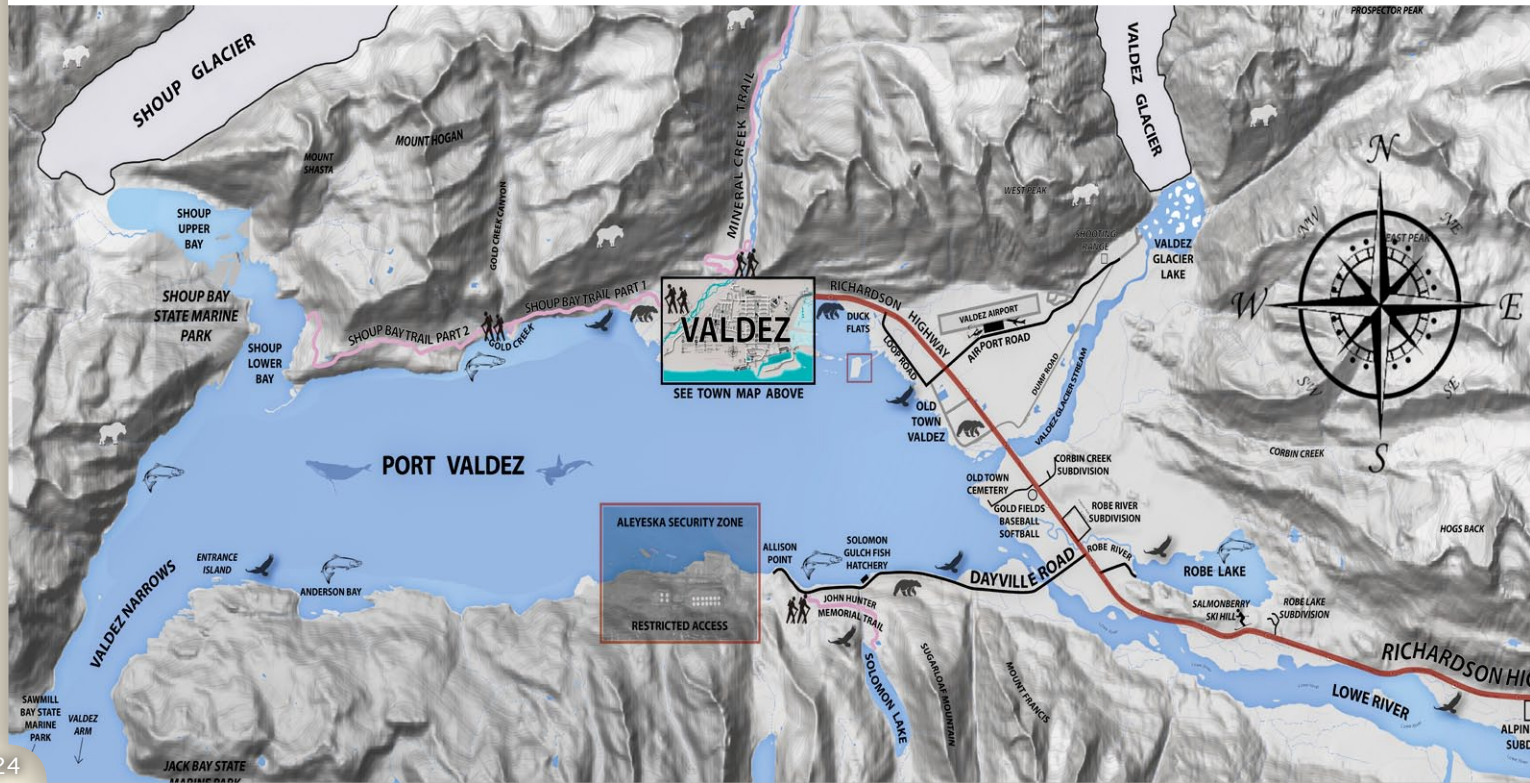 PROSPECTOR PEAK
SHOUP GLACIER
VALDEZ GLACIER
MINERAL CREEK TRAIL
MOUNT HOGAN
MOUNT
SHASTA
GOLD CREEK CANYON
WEST PEAK
SHOOTING
RANGE
N
NW
NE
EAST PEAK
W
E
SW
SE
S
SHOUP
UPPER
BAY
VALDEZ
GLACIER
LAKE
SHOUP BAY
STATE MARINE
PARK
SHOUP
LOWER
BAY
SHOUP BAY TRAIL PART 2
SHOUP BAY TRAIL PART 1
GOLD CREEK
VALDEZ
SEE TOWN MAP ABOVE
RICHARDSON HIGHWAY
DUCK
FLATS
LOOP ROAD
VALDEZ AIRPORT
AIRPORT ROAD
DUMP ROAD
VALDEZ GLACIER STREAM
OLD
TOWN
VALDEZ
PORT VALDEZ
CORBIN CREEK
CORBIN CREEK
SUBDIVISION
OLD TOWN
CEMETERY
GOLD FIELDS
BASEBALL
SOFTBALL
ROBE RIVER
SUBDIVISION
HOGS BACK
ALEYESKA SECURITY ZONE
RESTRICTED ACCESS
ALLISON
POINT
SOLOMON
GULCH FISH
HATCHERY
DAYVILLE ROAD
ROBE RIVER
ROBE LAKE
ENTRANCE
ISLAND
ANDERSON BAY
VALDEZ NARROWS
JOHN HUNTER
MEMORIAL TRAIL
SALMONBERRY
SKI HILL
ROBE LAKE
SUBDIVISION
SOLOMON LAKE
SUGARLOAF MOUNTAIN
MOUNT FRANCIS
RICHARDSON HIG
LOWE RIVER
SAWMILL
BAY STATE
MARINE
PARK
VALDEZ
ARM
ALPIN
SUBD
JACK BAY STATE
MARINE PARK
24